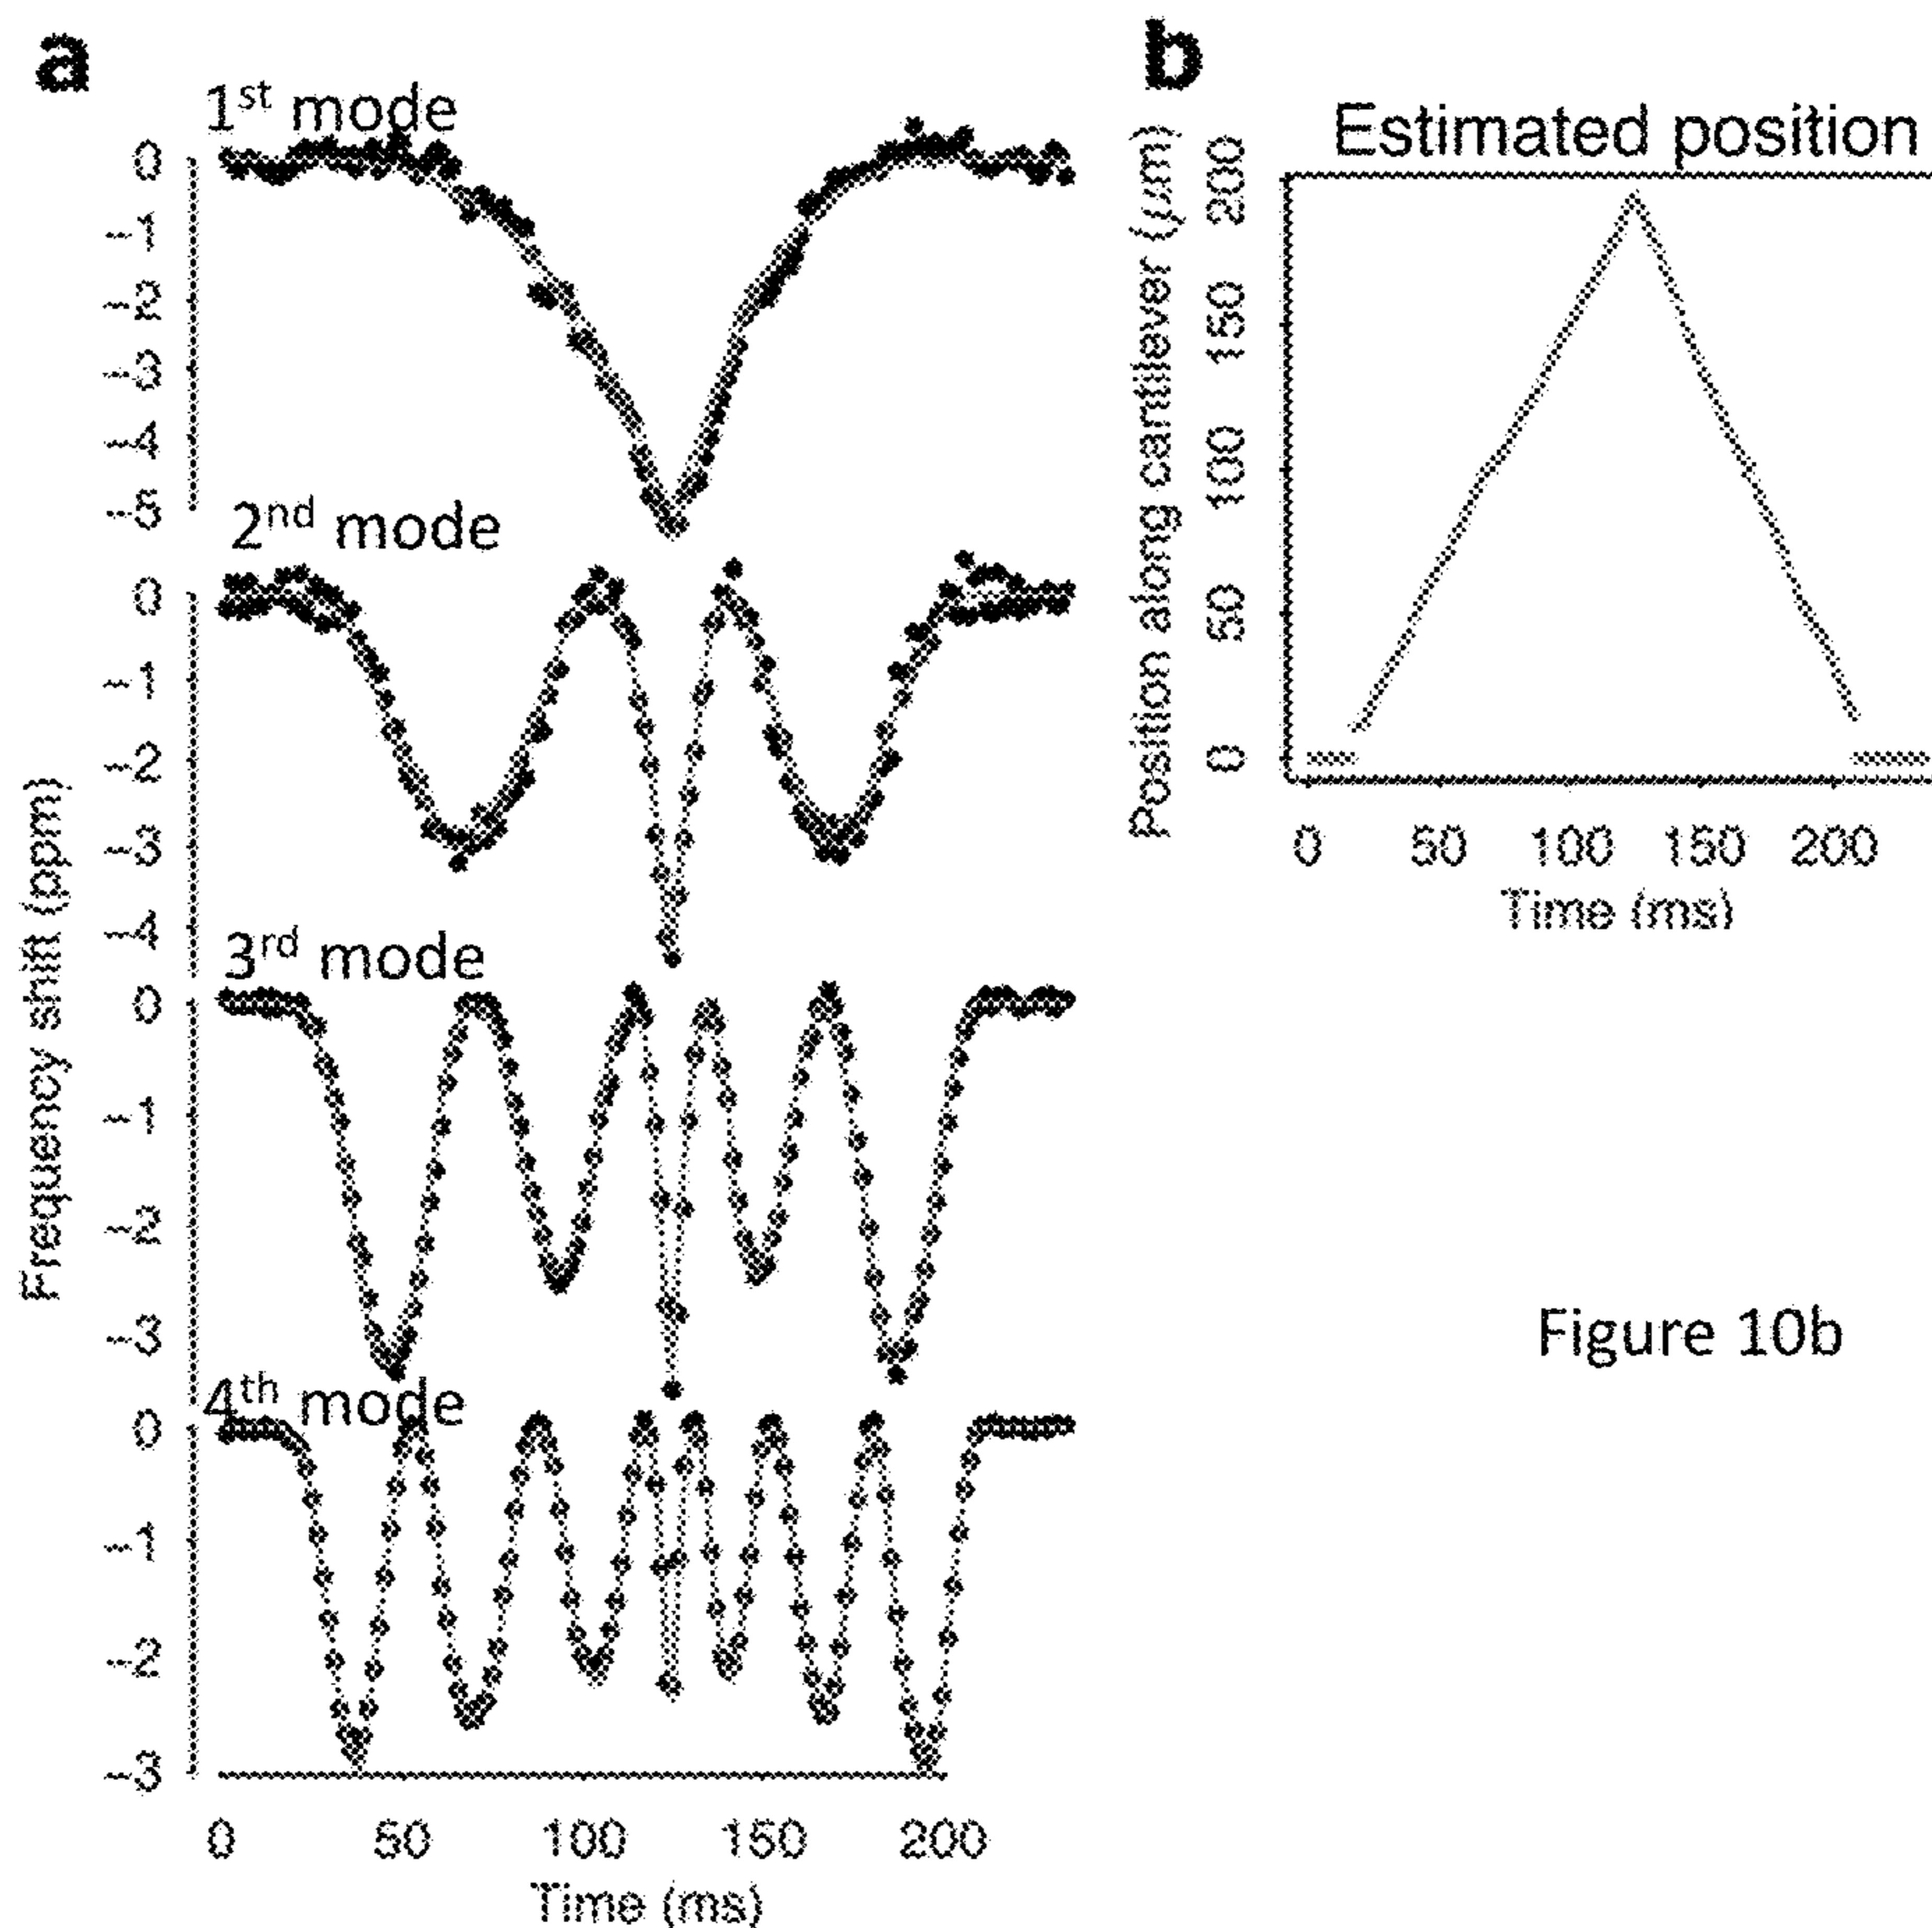 a
1st mode
0
-1
-2
-3
-4
-5
2nd mode
0
-1
-2
-3
-4
3rd mode
0
-1
-2
-3
4th mode
0
-1
-2
-3
Frequency shift (ppm)
0 50 100 150 200
Time (ms)
b
Estimated position
Position along cantilever (μm)
200
150
100
50
0
0 50 100 150 200
Time (ms)
Figure 10b